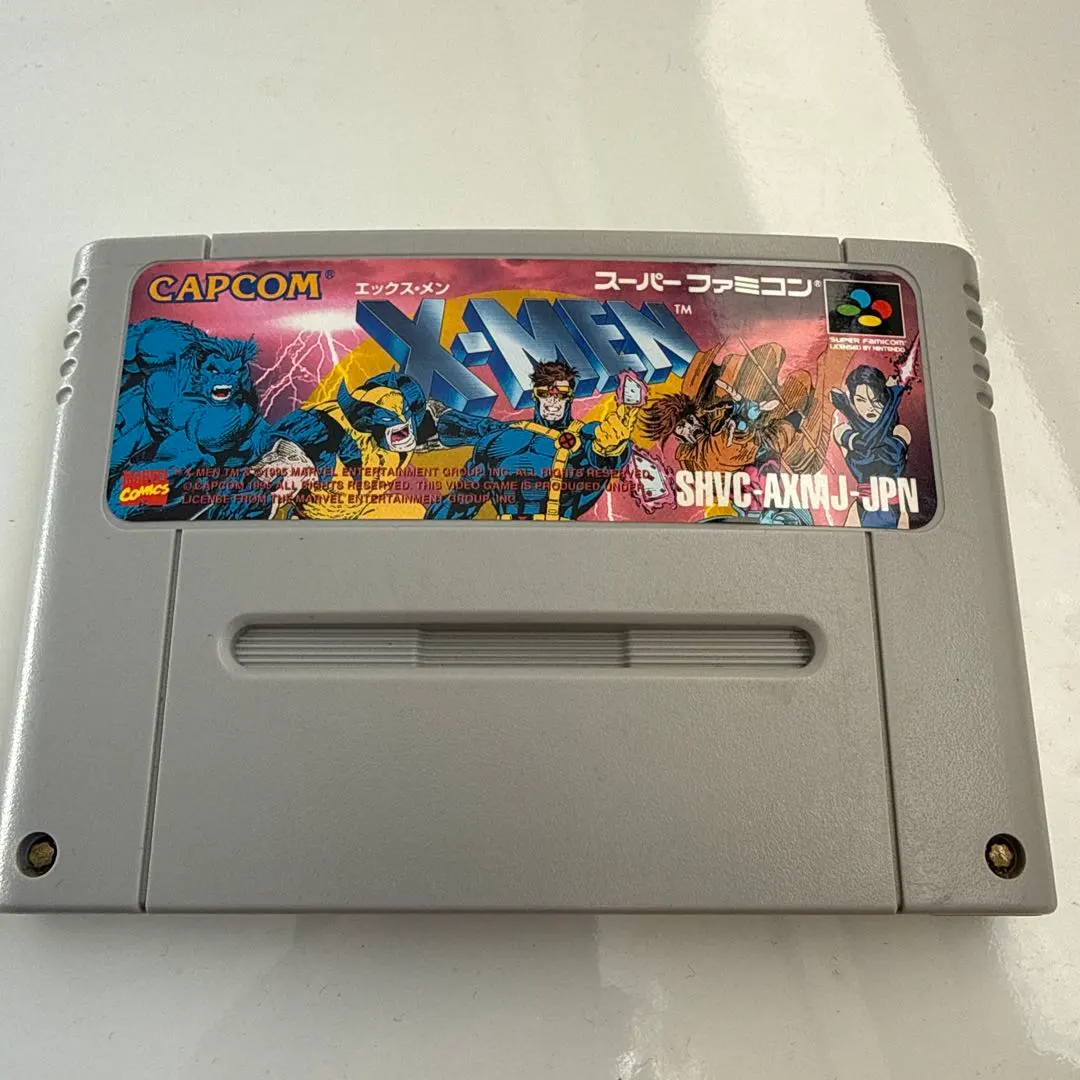 CAPCOM®
エックス・メン
スーパーファミコン®
X-MEN™
SUPER FAMICOM
LICENSED BY NINTENDO
MARVEL COMICS
X-MEN TM & © 1995 MARVEL ENTERTAINMENT GROUP, INC. ALL RIGHTS RESERVED.
© CAPCOM 1995 ALL RIGHTS RESERVED. THIS VIDEO GAME IS PRODUCED UNDER
LICENSE FROM THE MARVEL ENTERTAINMENT GROUP, INC.
SHVC-AXMJ-JPN